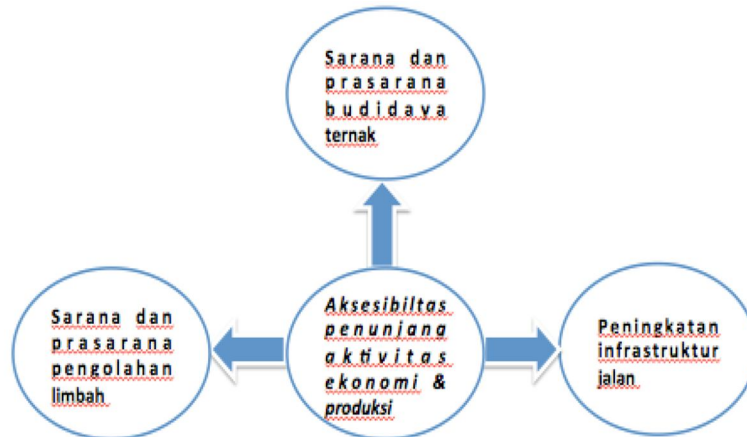 Sarana dan
prasarana
budidaya
ternak
Sarana dan
prasarana
pengolahan
limbah
Aksesibiltas
penunjang
aktivitas
ekonomi &
produksi
Peningkatan
infrastruktur
jalan